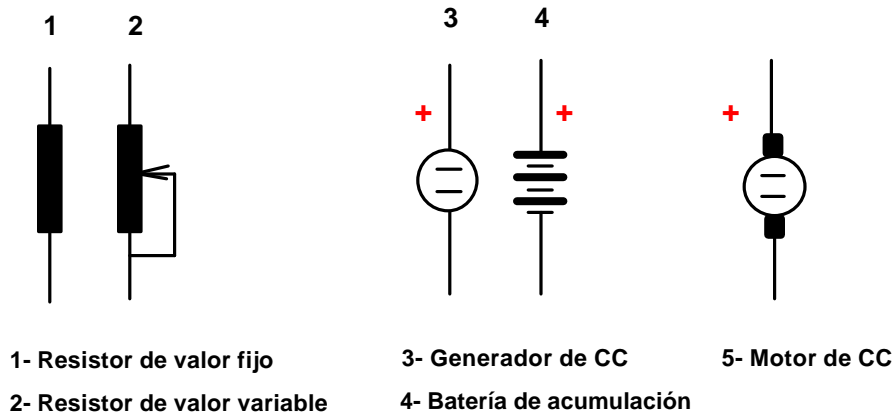 1 2 3 4
+ + +
1- Resistor de valor fijo 3- Generador de CC 5- Motor de CC
2- Resistor de valor variable 4- Batería de acumulación